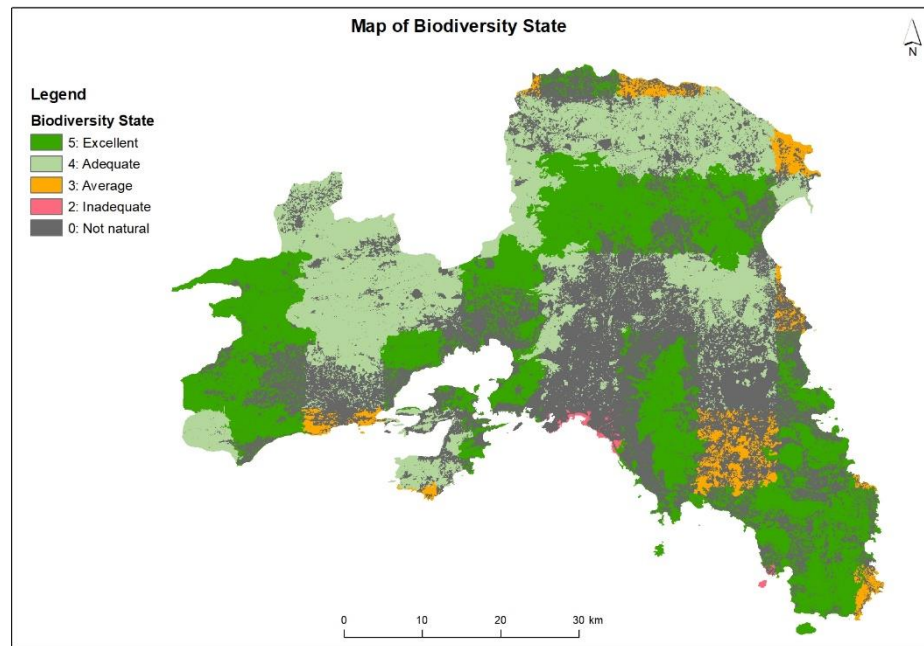 Map of Biodiversity State
N
Legend
Biodiversity State
5: Excellent
4: Adequate
3: Average
2: Inadequate
0: Not natural
0 10 20 30 km